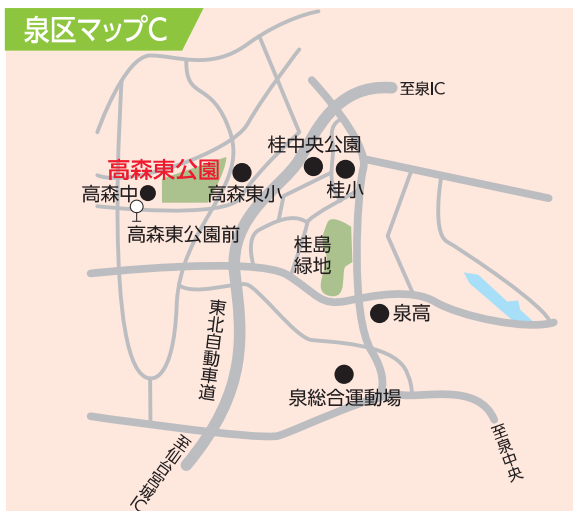 泉区マップC
至泉IC
桂中央公園
高森東公園
高森中
高森東小
桂小
高森東公園前
桂島
緑地
東北自動車道
泉高
泉総合運動場
至仙台宮城IC
至泉中央